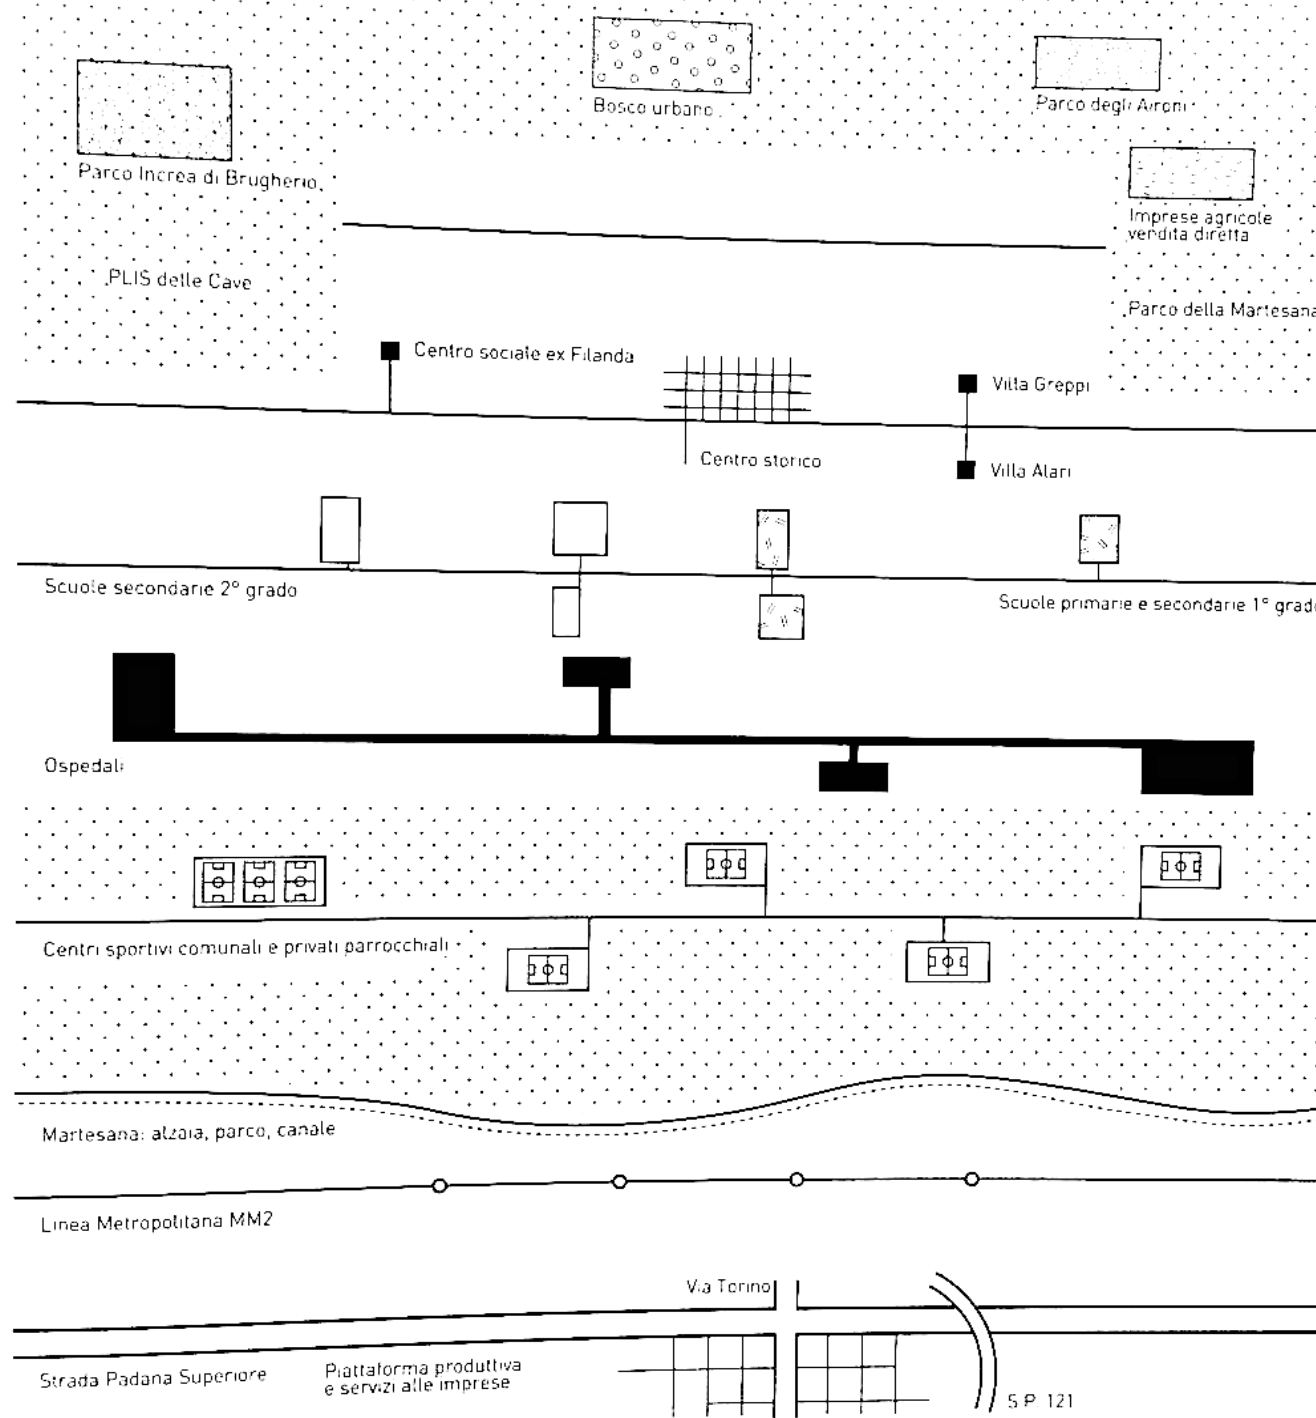 Bosco urbano
Parco degli Aironi
Parco Increa di Brugherio
Imprese agricole
vendita diretta
PLIS delle Cave
Parco della Martesana
Centro sociale ex Filanda
Villa Greppi
Centro storico
Villa Alari
Scuole secondarie 2° grado
Scuole primarie e secondarie 1° grado
Ospedali
Centri sportivi comunali e privati parrocchiali
Martesana: alzaia, parco, canale
Linea Metropolitana MM2
Via Torino
Strada Padana Superiore
Piattaforma produttiva
e servizi alle imprese
S.P. 121